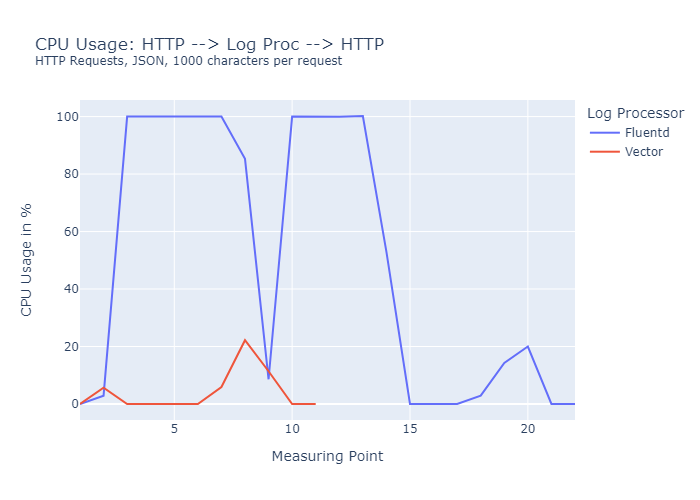 CPU Usage: HTTP --> Log Proc --> HTTP
HTTP Requests, JSON, 1000 characters per request
Log Processor
Fluentd
Vector
CPU Usage in %
100
80
60
40
20
0
5 10 15 20
Measuring Point